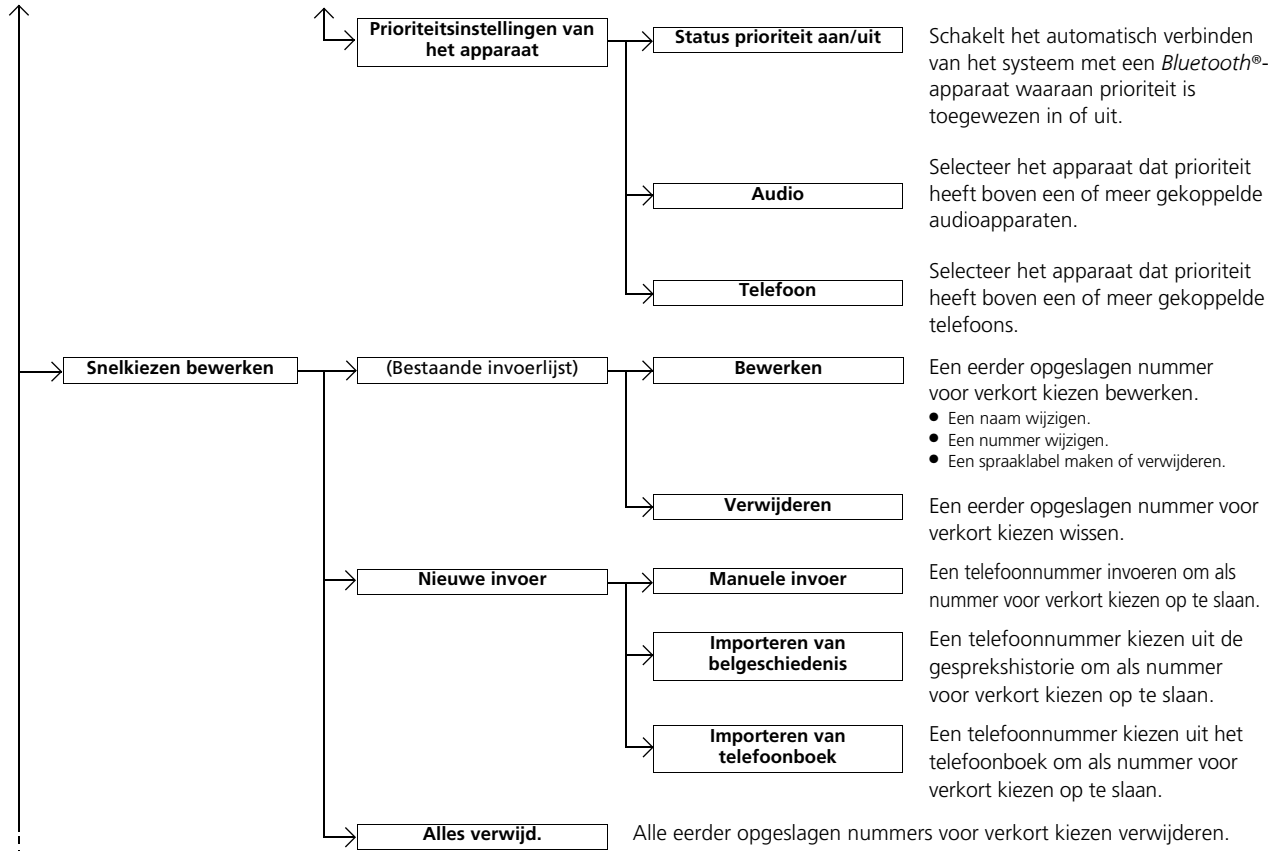 Prioriteitsinstellingen van
het apparaat
Status prioriteit aan/uit
Schakelt het automatisch verbinden
van het systeem met een Bluetooth®-
apparaat waaraan prioriteit is
toegewezen in of uit.
Audio
Selecteer het apparaat dat prioriteit
heeft boven een of meer gekoppelde
audioapparaten.
Telefoon
Selecteer het apparaat dat prioriteit
heeft boven een of meer gekoppelde
telefoons.
Snelkiezen bewerken
(Bestaande invoerlijst)
Bewerken
Een eerder opgeslagen nummer
voor verkort kiezen bewerken.
● Een naam wijzigen.
● Een nummer wijzigen.
● Een spraaklabel maken of verwijderen.
Verwijderen
Een eerder opgeslagen nummer voor
verkort kiezen wissen.
Nieuwe invoer
Manuele invoer
Een telefoonnummer invoeren om als
nummer voor verkort kiezen op te slaan.
Importeren van
belgeschiedenis
Een telefoonnummer kiezen uit de
gesprekshistorie om als nummer
voor verkort kiezen op te slaan.
Importeren van
telefoonboek
Een telefoonnummer kiezen uit het
telefoonboek om als nummer voor
verkort kiezen op te slaan.
Alles verwijd.
Alle eerder opgeslagen nummers voor verkort kiezen verwijderen.